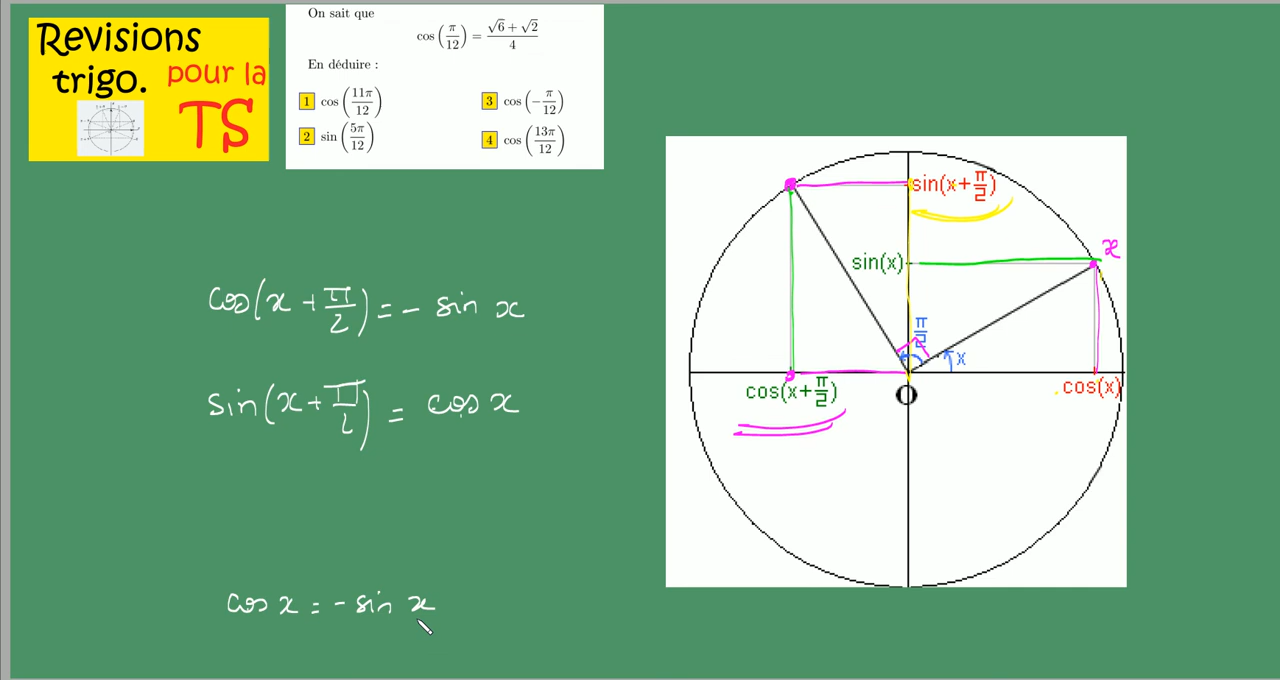 Revisions
trigo. pour la
TS
On sait que
cos(π/12) = (√6 + √2)/4
En déduire :
1 cos(11π/12)
3 cos(-π/12)
2 sin(5π/12)
4 cos(13π/12)
sin(x+π/2)
x
sin(x)
cos(x + π/2) = - sin x
π/2
x
cos(x+π/2)
O
cos(x)
sin(x + π/2) = cos x
cos x = - sin x